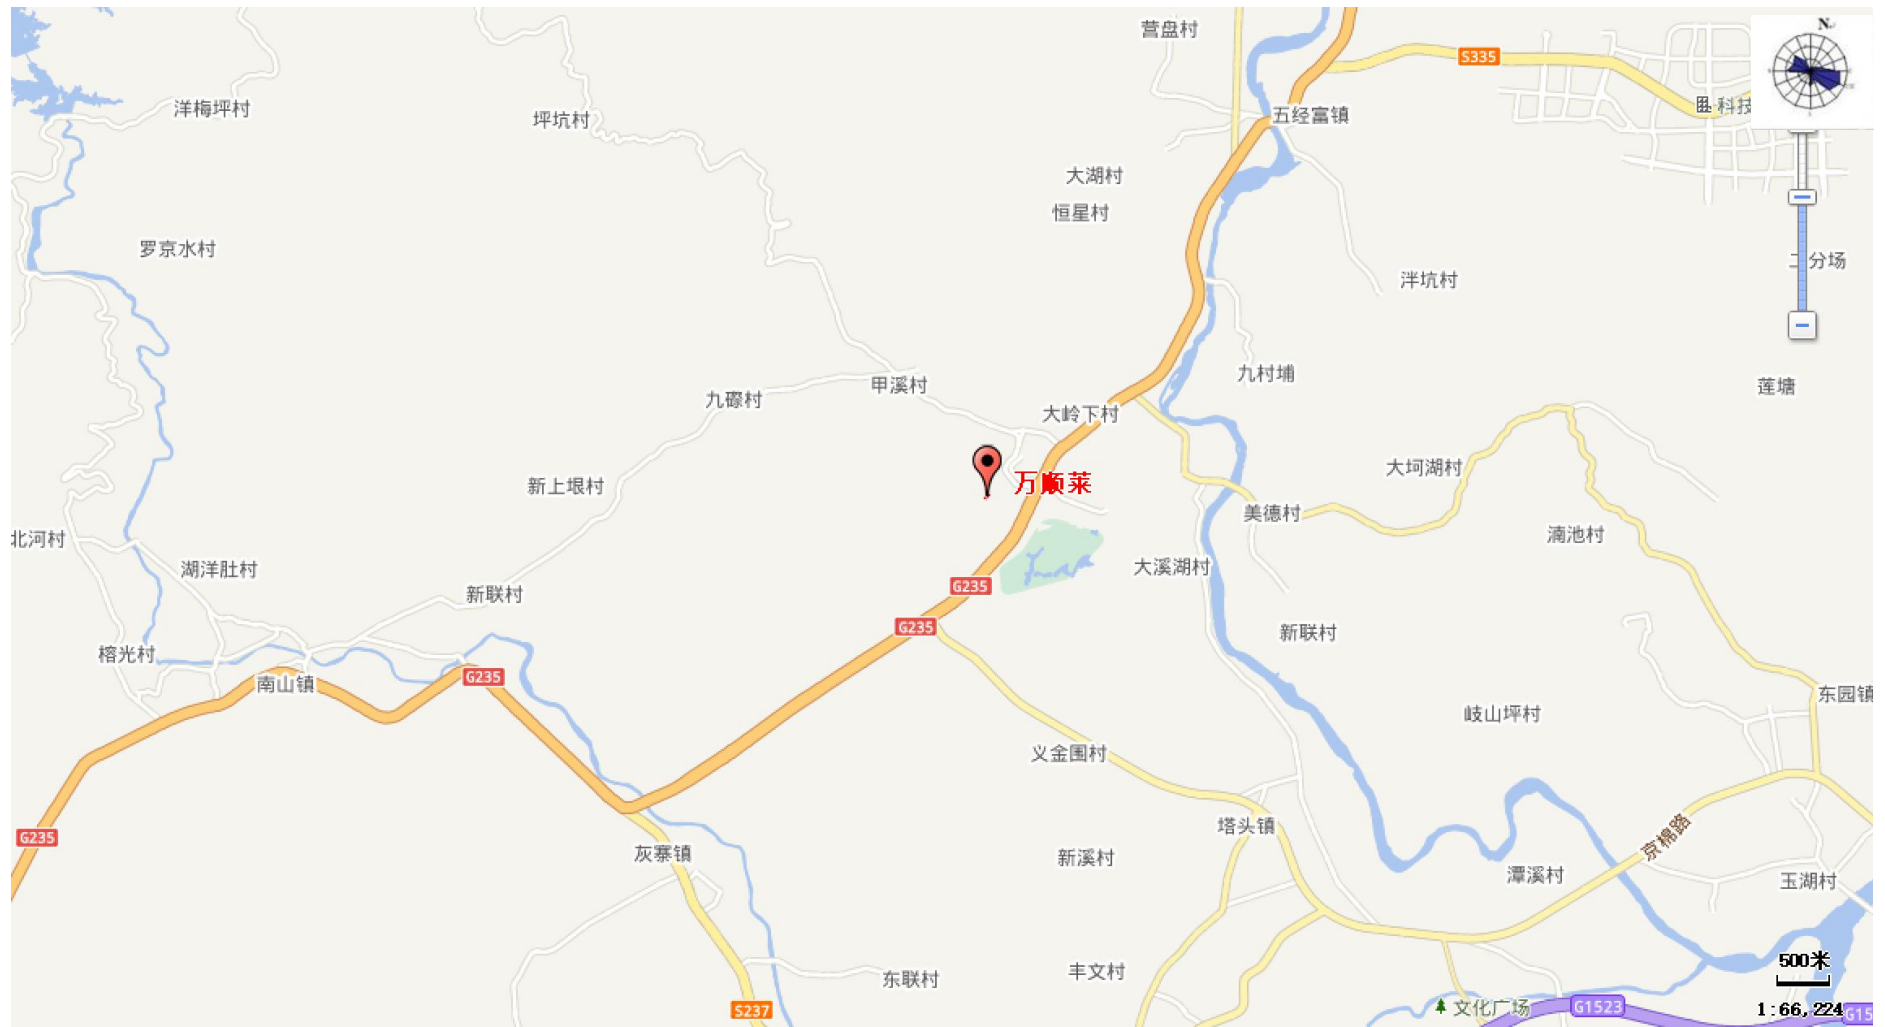 营盘村
N
S335
科技
洋梅坪村
坪坑村
五经富镇
大湖村
恒星村
罗京水村
泮坑村
分场
九村埔
莲塘
甲溪村
九磜村
大岭下村
大坷湖村
万顺莱
新上垠村
美德村
湳池村
北河村
湖洋肚村
大溪湖村
G235
新联村
G235
新联村
榕光村
南山镇
G235
东园镇
岐山坪村
义金围村
塔头镇
G235
京棉路
灰寨镇
新溪村
潭溪村
玉湖村
500米
丰文村
东联村
S237
文化广场
G1523
1:66,224
G15